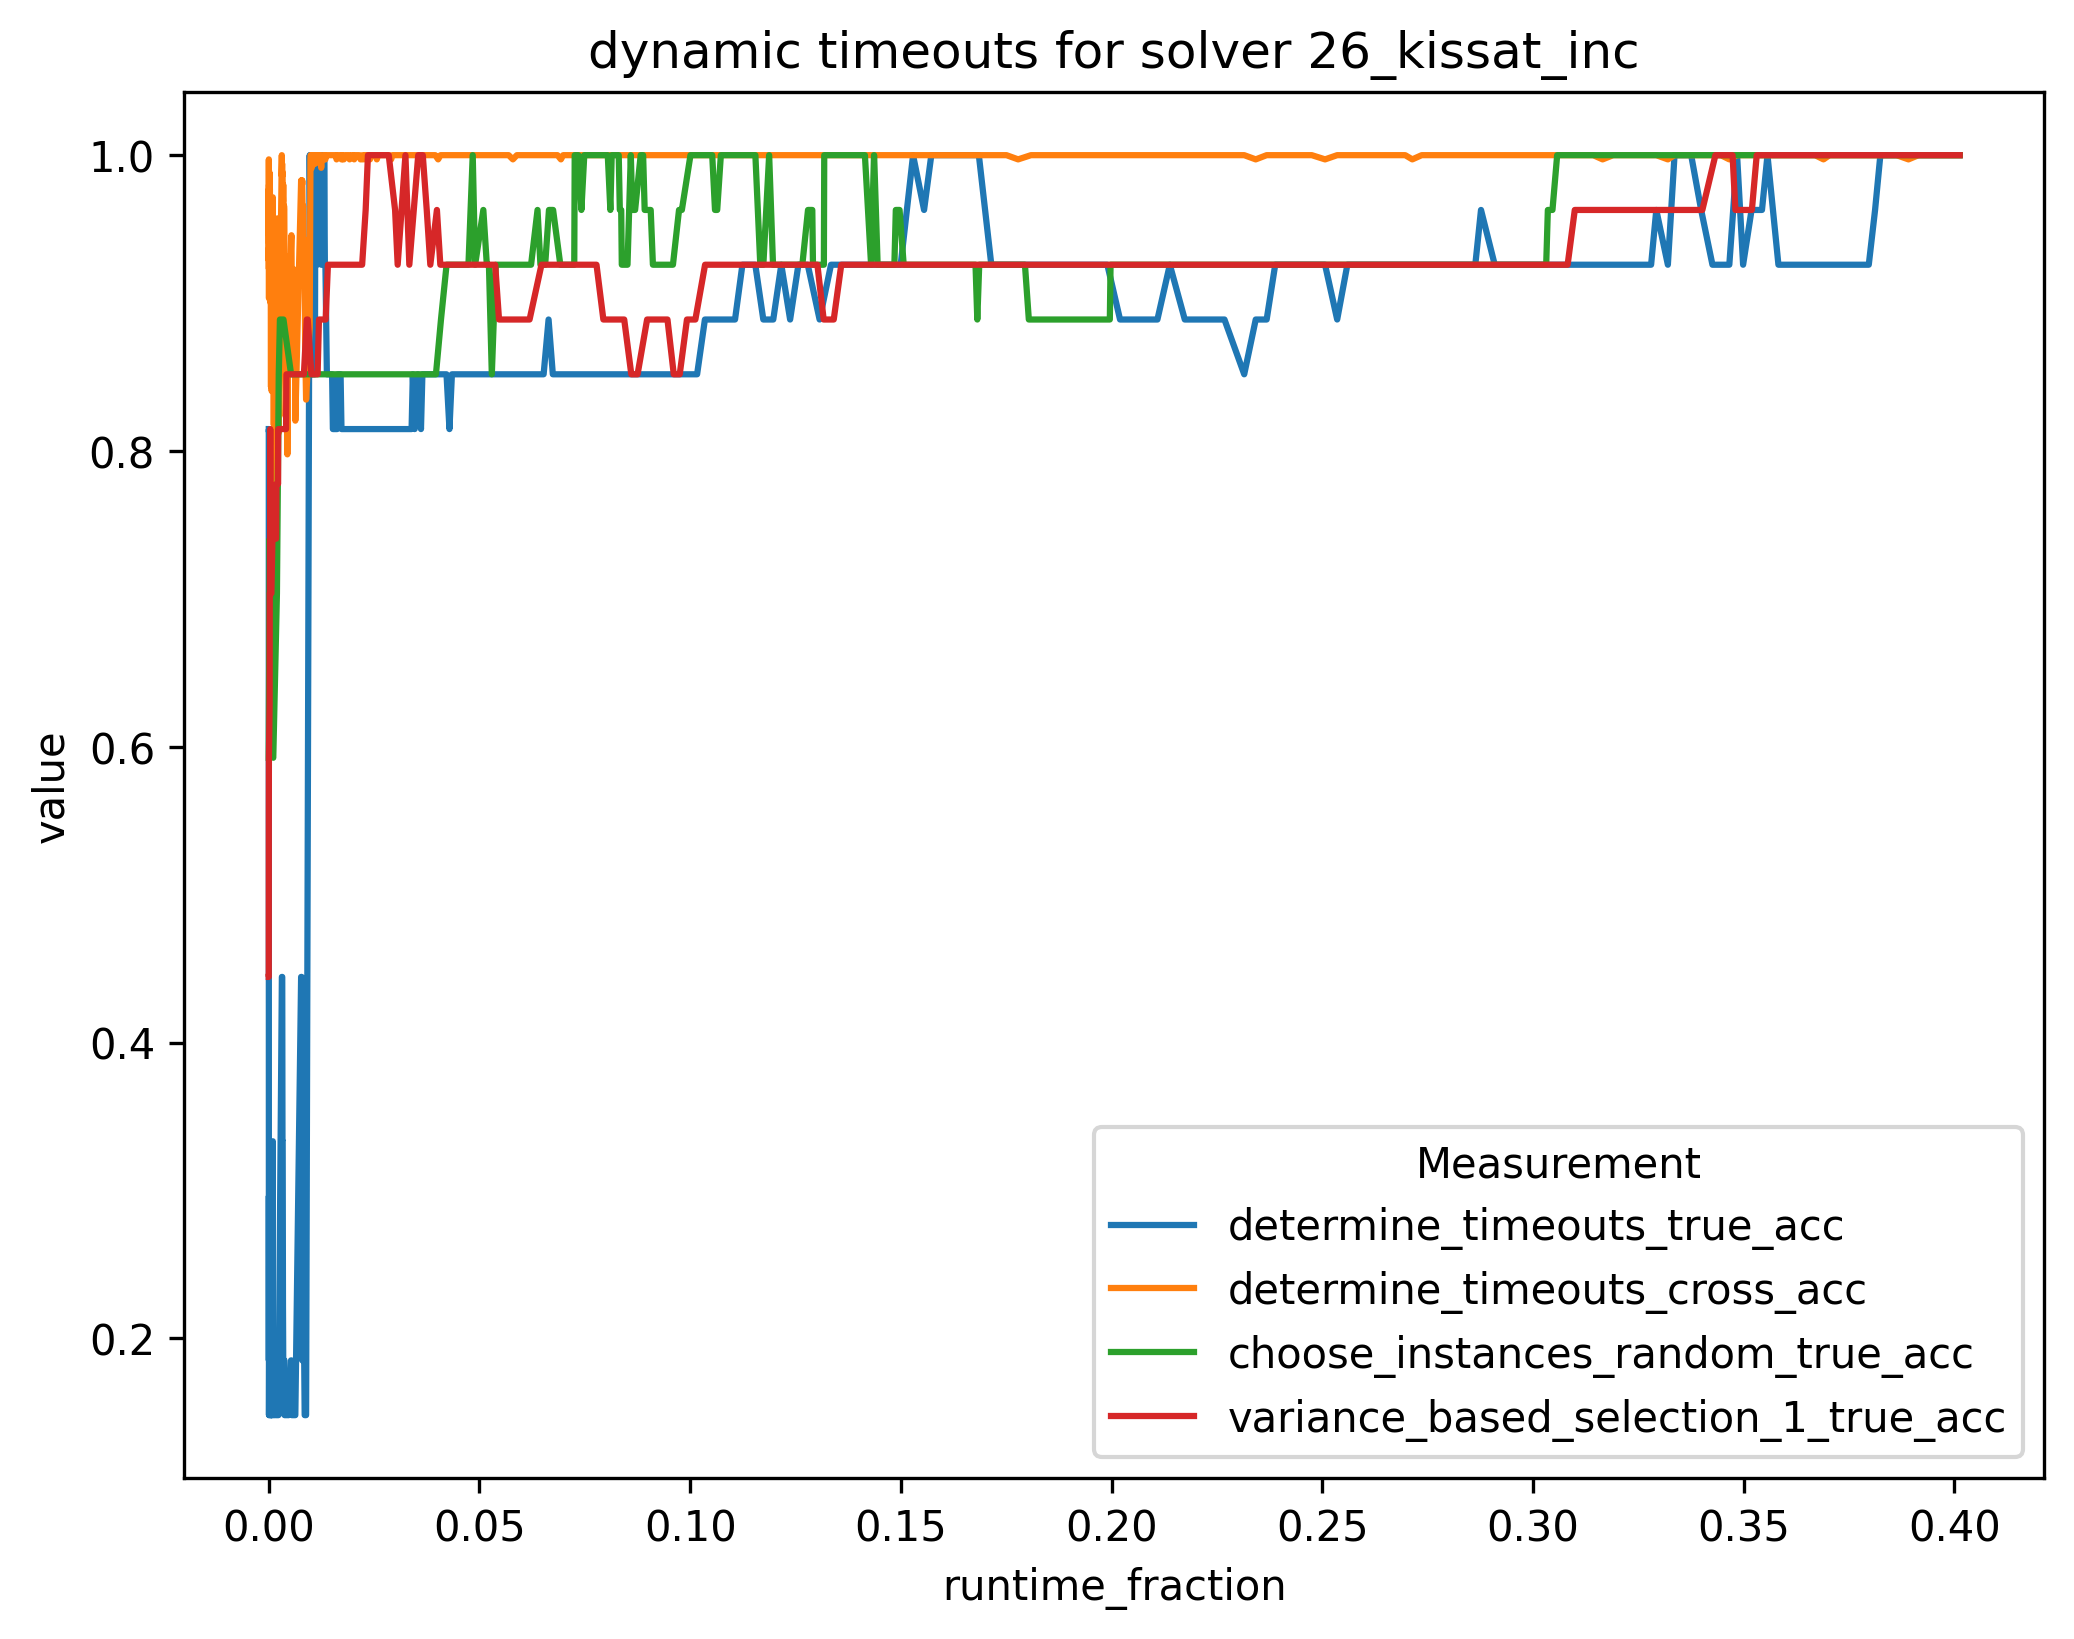 dynamic timeouts for solver 26_kissat_inc
value
1.0
0.8
0.6
0.4
0.2
Measurement
determine_timeouts_true_acc
determine_timeouts_cross_acc
choose_instances_random_true_acc
variance_based_selection_1_true_acc
0.00 0.05 0.10 0.15 0.20 0.25 0.30 0.35 0.40
runtime_fraction